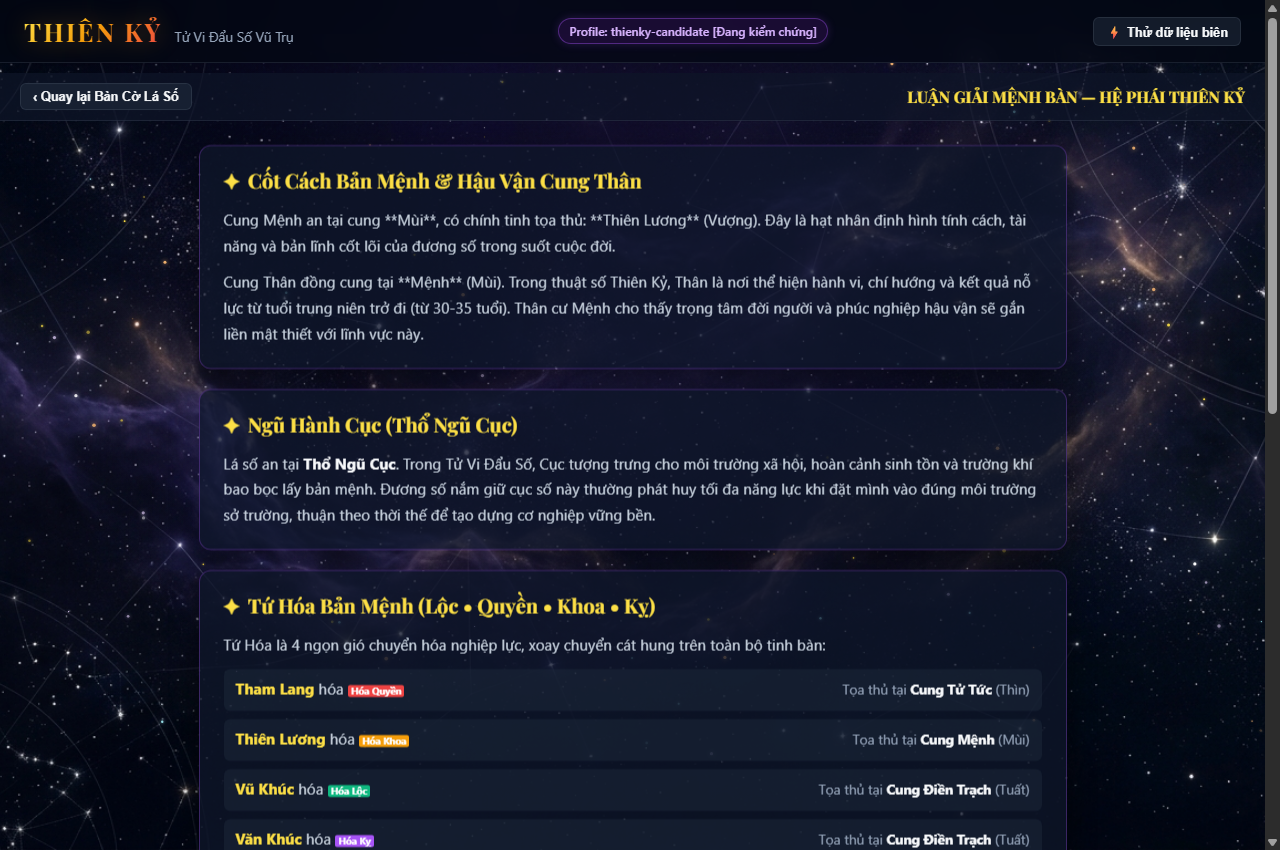 THIÊN KỶ Tử Vi Đẩu Số Vũ Trụ
Profile: thienky-candidate [Đang kiểm chứng]
Thử dữ liệu biên
‹ Quay lại Bàn Cờ Lá Số
LUẬN GIẢI MỆNH BÀN — HỆ PHÁI THIÊN KỶ
✦ Cốt Cách Bản Mệnh & Hậu Vận Cung Thân
Cung Mệnh an tại cung **Mùi**, có chính tinh tọa thủ: **Thiên Lương** (Vượng). Đây là hạt nhân định hình tính cách, tài
năng và bản lĩnh cốt lõi của đương số trong suốt cuộc đời.
Cung Thân đồng cung tại **Mệnh** (Mùi). Trong thuật số Thiên Kỷ, Thân là nơi thể hiện hành vi, chí hướng và kết quả nỗ
lực từ tuổi trung niên trở đi (từ 30-35 tuổi). Thân cư Mệnh cho thấy trọng tâm đời người và phúc nghiệp hậu vận sẽ gắn
liền mật thiết với lĩnh vực này.
✦ Ngũ Hành Cục (Thổ Ngũ Cục)
Lá số an tại Thổ Ngũ Cục. Trong Tử Vi Đẩu Số, Cục tượng trưng cho môi trường xã hội, hoàn cảnh sinh tồn và trường khí
bao bọc lấy bản mệnh. Đương số nắm giữ cục số này thường phát huy tối đa năng lực khi đặt mình vào đúng môi trường
sở trường, thuận theo thời thế để tạo dựng cơ nghiệp vững bền.
✦ Tứ Hóa Bản Mệnh (Lộc • Quyền • Khoa • Kỵ)
Tứ Hóa là 4 ngọn gió chuyển hóa nghiệp lực, xoay chuyển cát hung trên toàn bộ tinh bàn:
Tham Lang hóa Hóa Quyền Tọa thủ tại Cung Tử Tức (Thìn)
Thiên Lương hóa Hóa Khoa Tọa thủ tại Cung Mệnh (Mùi)
Vũ Khúc hóa Hóa Lộc Tọa thủ tại Cung Điền Trạch (Tuất)
Văn Khúc hóa Hóa Kỵ Tọa thủ tại Cung Điền Trạch (Tuất)